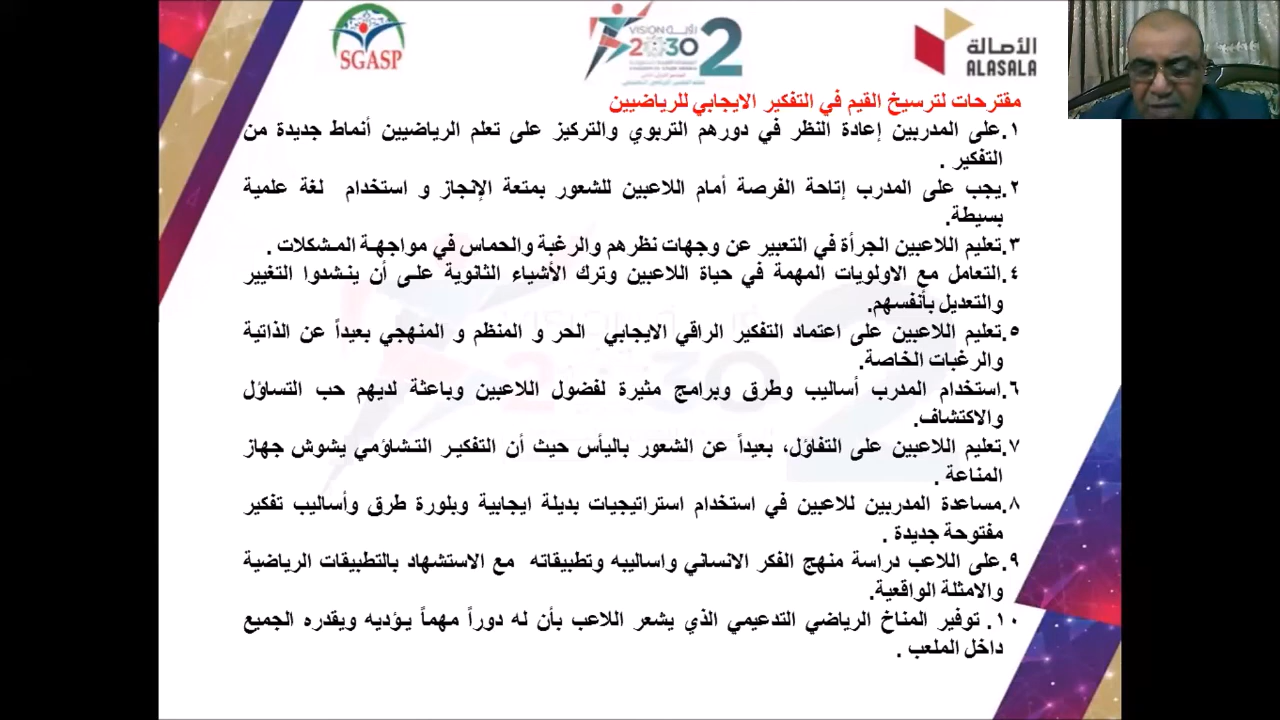 SGASP
VISION رؤيـة
2030
2
الأصالة
ALASALA
مقترحات لترسيخ القيم في التفكير الايجابي للرياضيين
١.على المدربين إعادة النظر في دورهم التربوي والتركيز على تعلم الرياضيين أنماط جديدة من
التفكير .
٢.يجب على المدرب إتاحة الفرصة أمام اللاعبين للشعور بمتعة الإنجاز و استخدام لغة علمية
بسيطة.
٣.تعليم اللاعبين الجرأة في التعبير عن وجهات نظرهم والرغبة والحماس في مواجهة المشكلات .
٤.التعامل مع الاولويات المهمة في حياة اللاعبين وترك الأشياء الثانوية على أن ينشدوا التغيير
والتعديل بأنفسهم.
٥.تعليم اللاعبين على اعتماد التفكير الراقي الايجابي الحر و المنظم و المنهجي بعيداً عن الذاتية
والرغبات الخاصة.
٦.استخدام المدرب أساليب وطرق وبرامج مثيرة لفضول اللاعبين وباعثة لديهم حب التساؤل
والاكتشاف.
٧.تعليم اللاعبين على التفاؤل، بعيداً عن الشعور باليأس حيث أن التفكير التشاؤمي يشوش جهاز
المناعة .
٨.مساعدة المدربين للاعبين في استخدام استراتيجيات بديلة ايجابية وبلورة طرق وأساليب تفكير
مفتوحة جديدة .
٩.على اللاعب دراسة منهج الفكر الانساني واساليبه وتطبيقاته مع الاستشهاد بالتطبيقات الرياضية
والامثلة الواقعية.
١٠. توفير المناخ الرياضي التدعيمي الذي يشعر اللاعب بأن له دوراً مهماً يؤديه ويقدره الجميع
داخل الملعب .